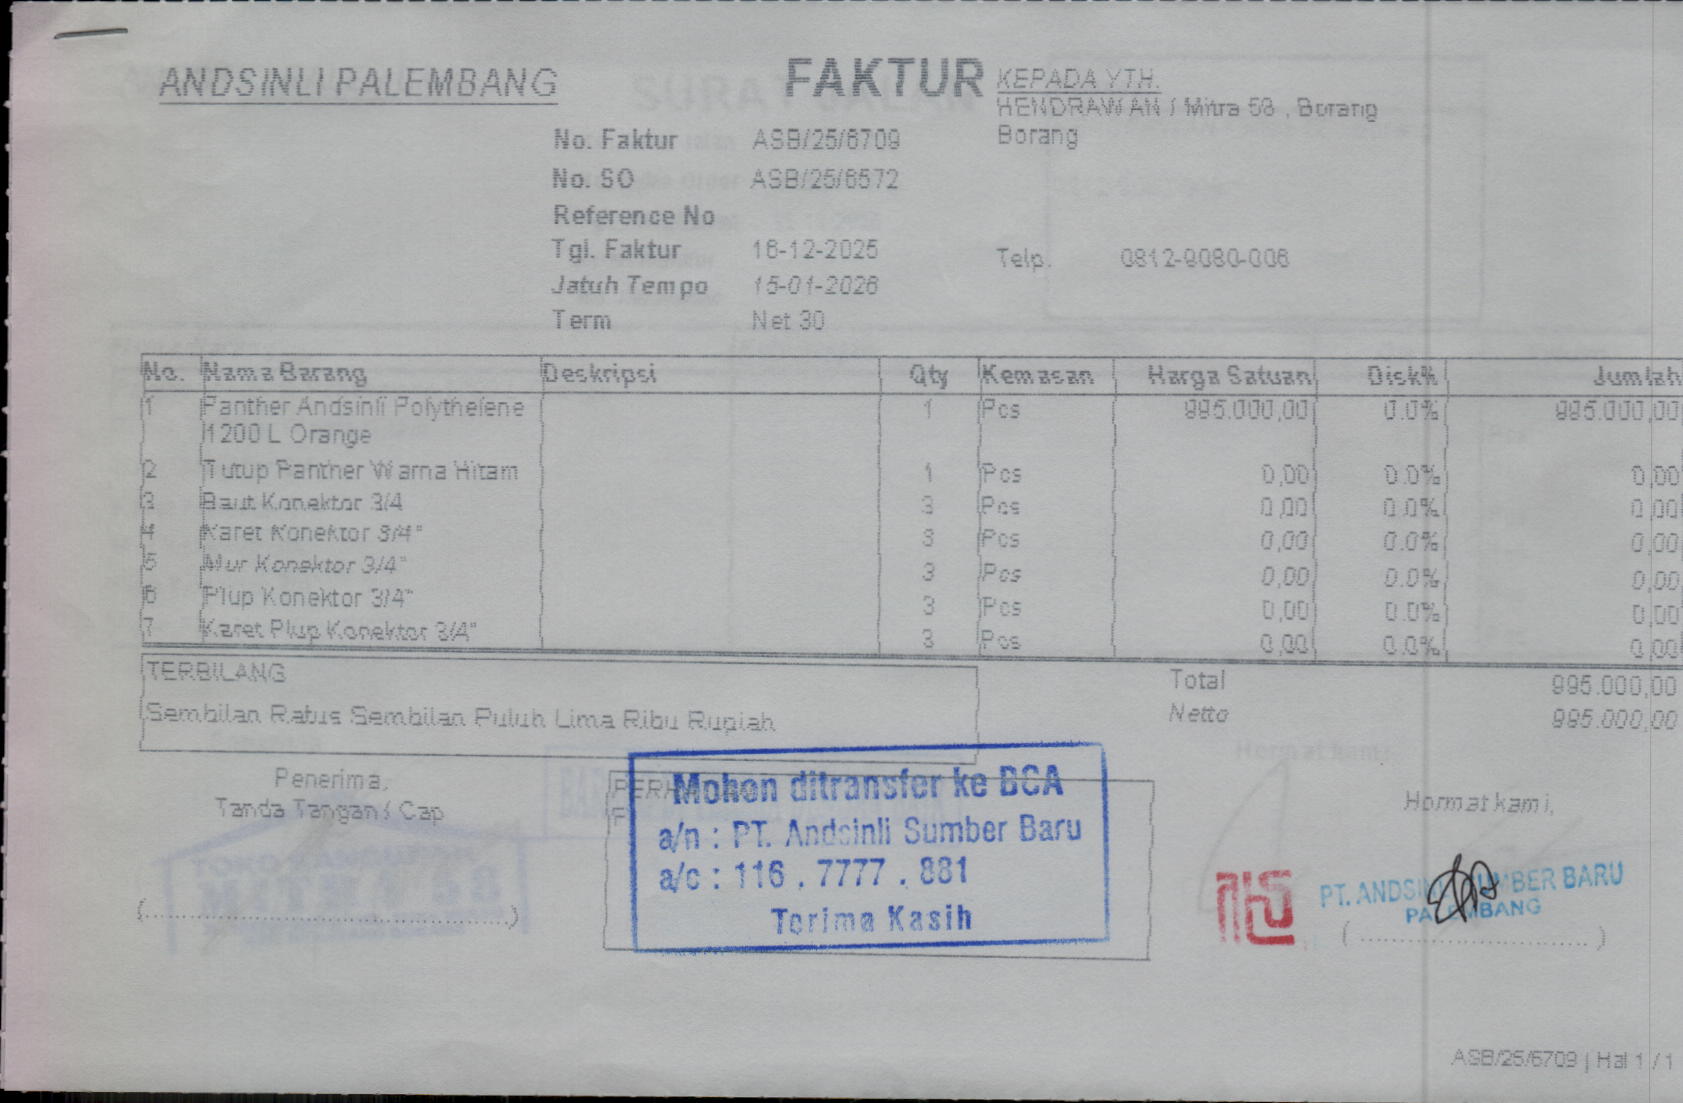 ANDSINLI PALEMBANG
FAKTUR
KEPADA YTH.
HENDRAWAN / Mitra 58 , Borang
Borang
No. Faktur ASB/25/6709
No. SO ASB/25/6572
Reference No
Tgl. Faktur 16-12-2025
Jatuh Tempo 15-01-2026
Term Net 30
Telp. 0812-9080-006
No. Nama Barang Deskripsi Qty Kemasan Harga Satuan Disk% Jumlah
1 Panther Andsinli Polythelene 1 Pcs 995.000,00 0.0% 995.000,00
1200 L Orange
2 Tutup Panther Warna Hitam 1 Pcs 0,00 0.0% 0,00
3 Baut Konektor 3/4 3 Pcs 0,00 0.0% 0,00
4 Karet Konektor 3/4" 3 Pcs 0,00 0.0% 0,00
5 Mur Konektor 3/4" 3 Pcs 0,00 0.0% 0,00
6 Plup Konektor 3/4" 3 Pcs 0,00 0.0% 0,00
7 Karet Plup Konektor 3/4" 3 Pcs 0,00 0.0% 0,00
TERBILANG
Sembilan Ratus Sembilan Puluh Lima Ribu Rupiah
Total 995.000,00
Netto 995.000,00
Penerima,
Tanda Tangan / Cap
(................................................)
Mohon ditransfer ke BCA
a/n : PT. Andsinli Sumber Baru
a/c : 116 . 7777 . 881
Terima Kasih
Hormat kami,
PT. ANDSINLI SUMBER BARU
PALEMBANG
( .............................. )
ASB/25/6709 | Hal 1 / 1